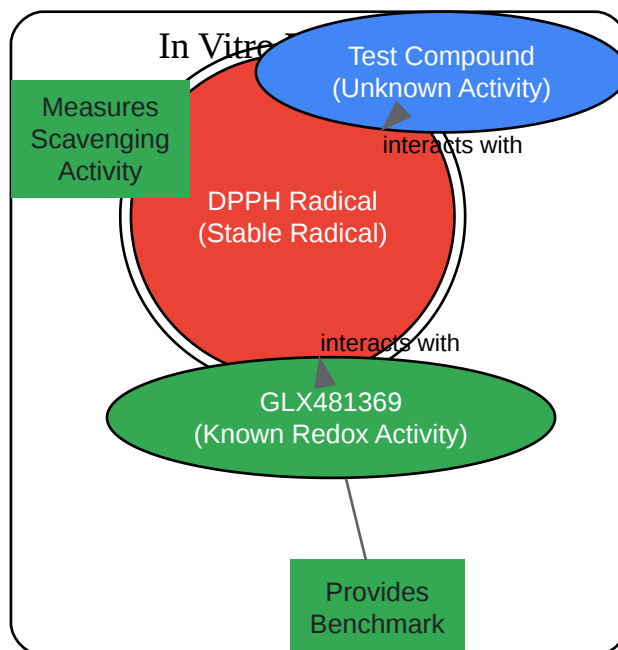 In Vitro
Test Compound
(Unknown Activity)
Measures
Scavenging
Activity
interacts with
DPPH Radical
(Stable Radical)
interacts with
GLX481369
(Known Redox Activity)
Provides
Benchmark